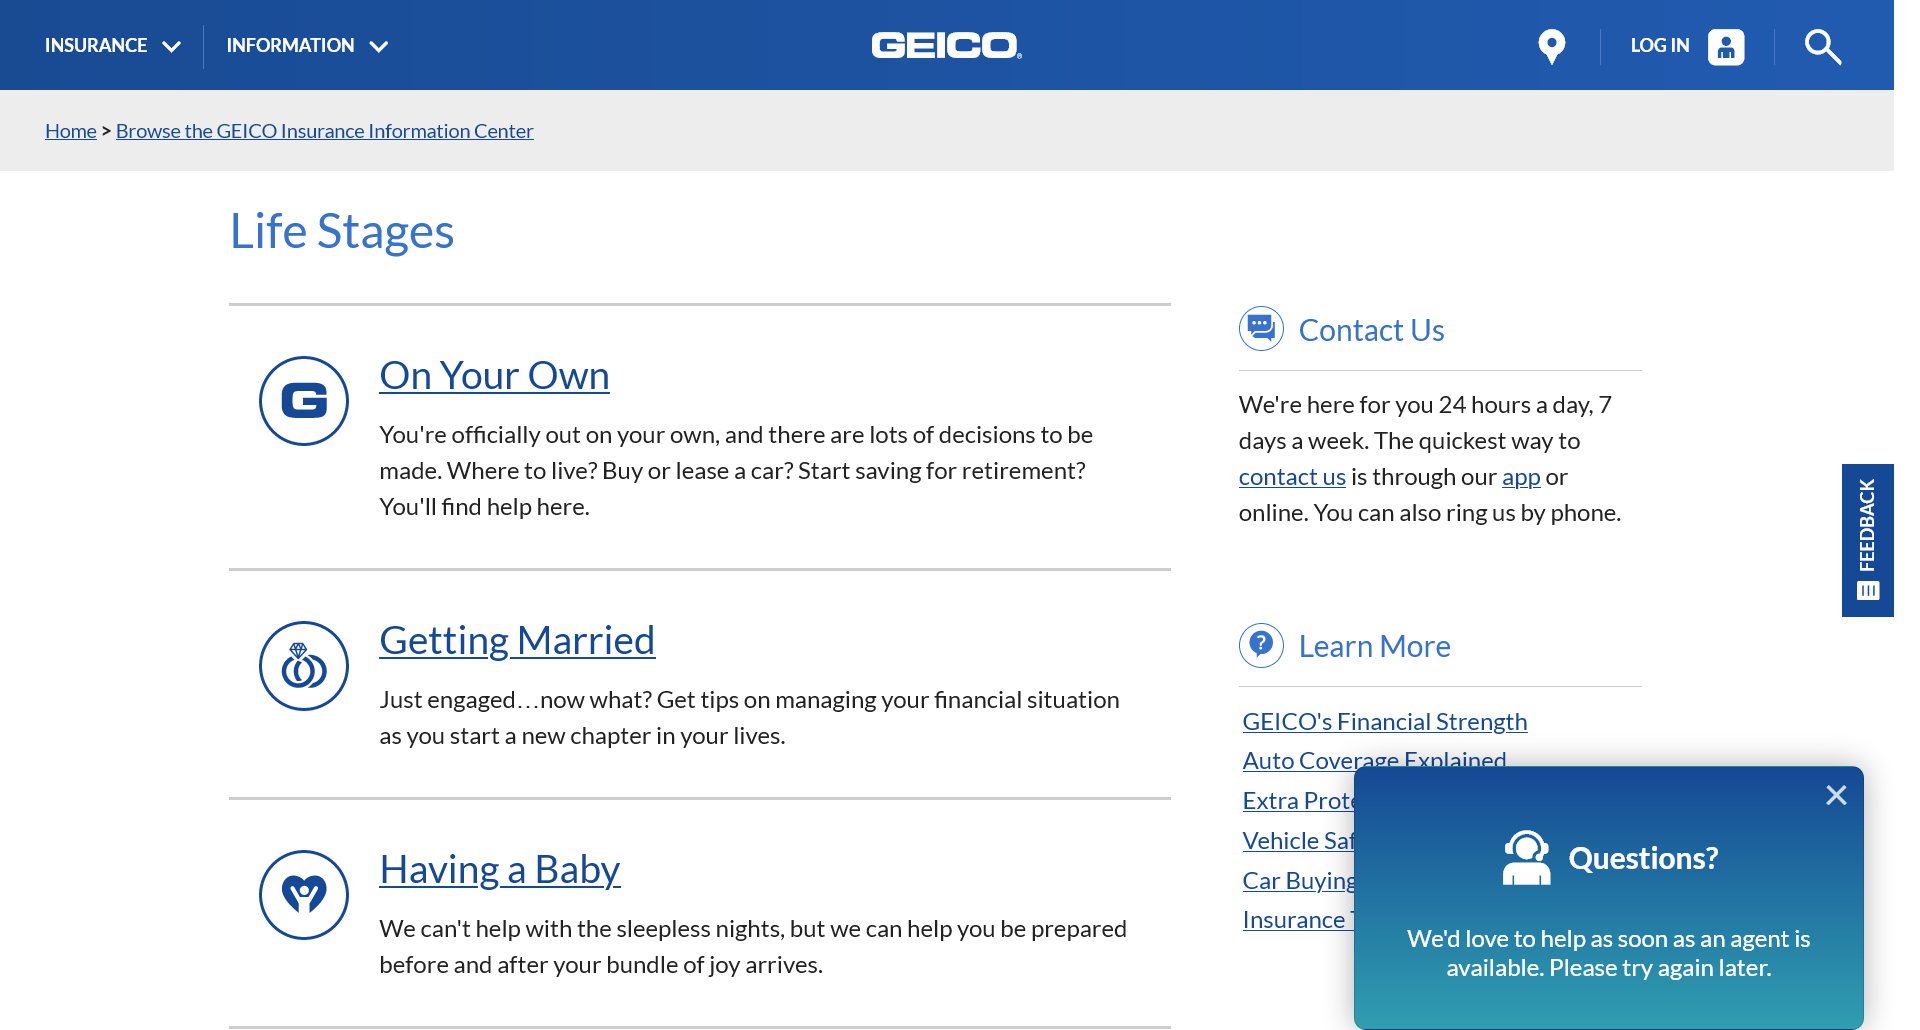 INSURANCE
INFORMATION
GEICO
LOG IN
Home > Browse the GEICO Insurance Information Center
Life Stages
On Your Own
You're officially out on your own, and there are lots of decisions to be
made. Where to live? Buy or lease a car? Start saving for retirement?
You'll find help here.
Getting Married
Just engaged…now what? Get tips on managing your financial situation
as you start a new chapter in your lives.
Having a Baby
We can't help with the sleepless nights, but we can help you be prepared
before and after your bundle of joy arrives.
Contact Us
We're here for you 24 hours a day, 7
days a week. The quickest way to
contact us is through our app or
online. You can also ring us by phone.
Learn More
GEICO's Financial Strength
Auto Coverage Explained
Extra
Vehicle
Car Buying
Insurance
FEEDBACK
Questions?
We'd love to help as soon as an agent is
available. Please try again later.